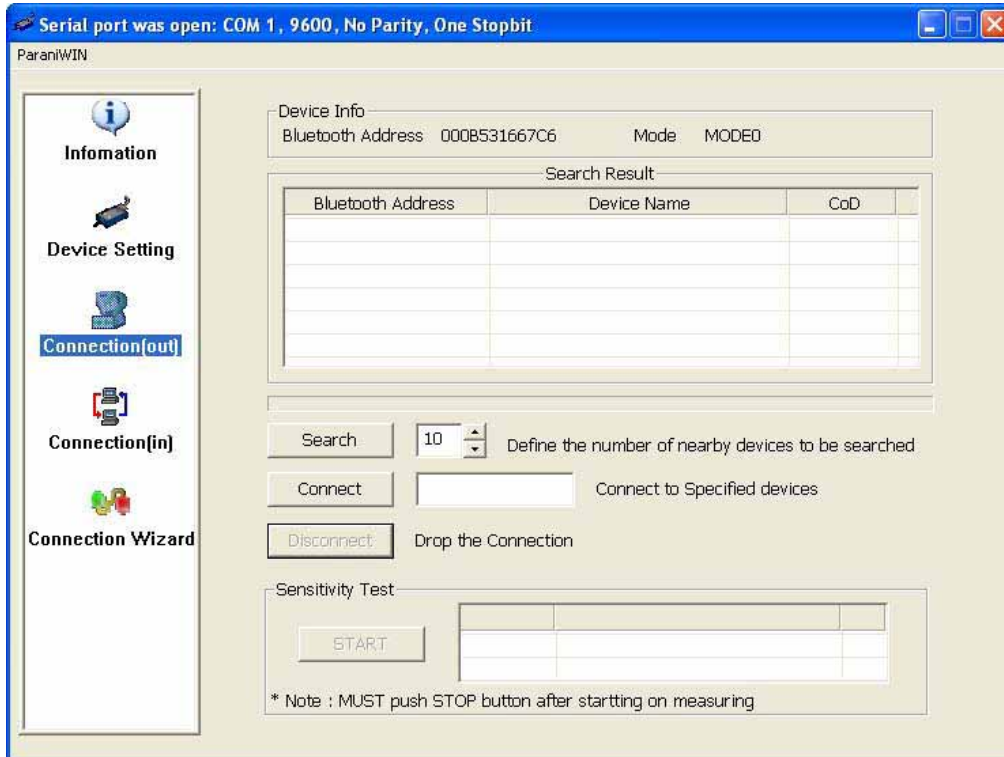 Serial port was open: COM 1, 9600, No Parity, One Stopbit
ParaniWIN
Infomation
Device Setting
Connection(out)
Connection(in)
Connection Wizard
Device Info
Bluetooth Address 000B531667C6 Mode MODE0
Search Result
Bluetooth Address Device Name CoD
Search 10 Define the number of nearby devices to be searched
Connect Connect to Specified devices
Disconnect Drop the Connection
Sensitivity Test
START
* Note : MUST push STOP button after startting on measuring